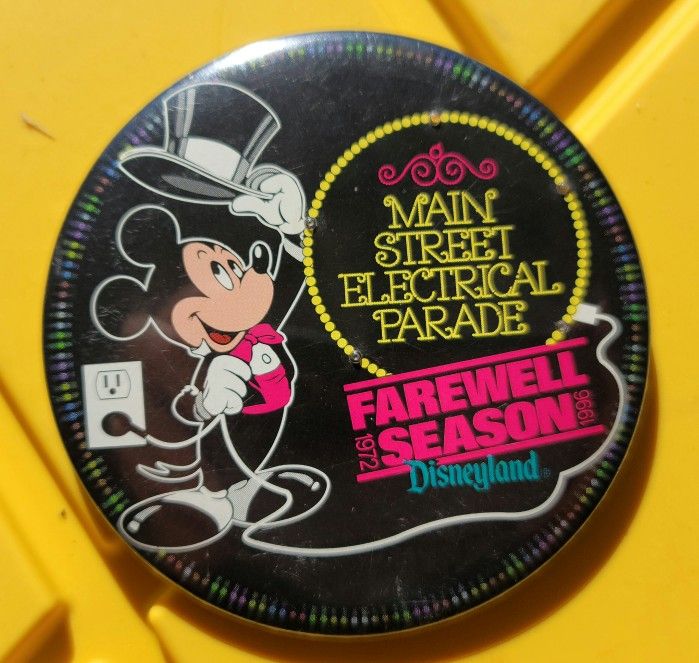 MAIN
STREET
ELECTRICAL
PARADE
FAREWELL
1972 SEASON 1996
Disneyland®